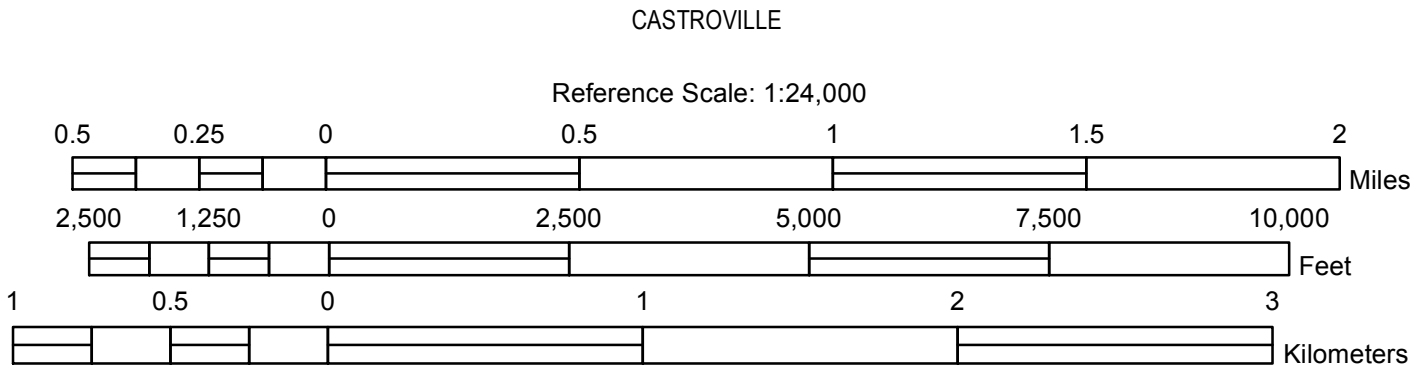 CASTROVILLE
Reference Scale: 1:24,000
0.5 0.25 0 0.5 1 1.5 2
Miles
2,500 1,250 0 2,500 5,000 7,500 10,000
Feet
1 0.5 0 1 2 3
Kilometers